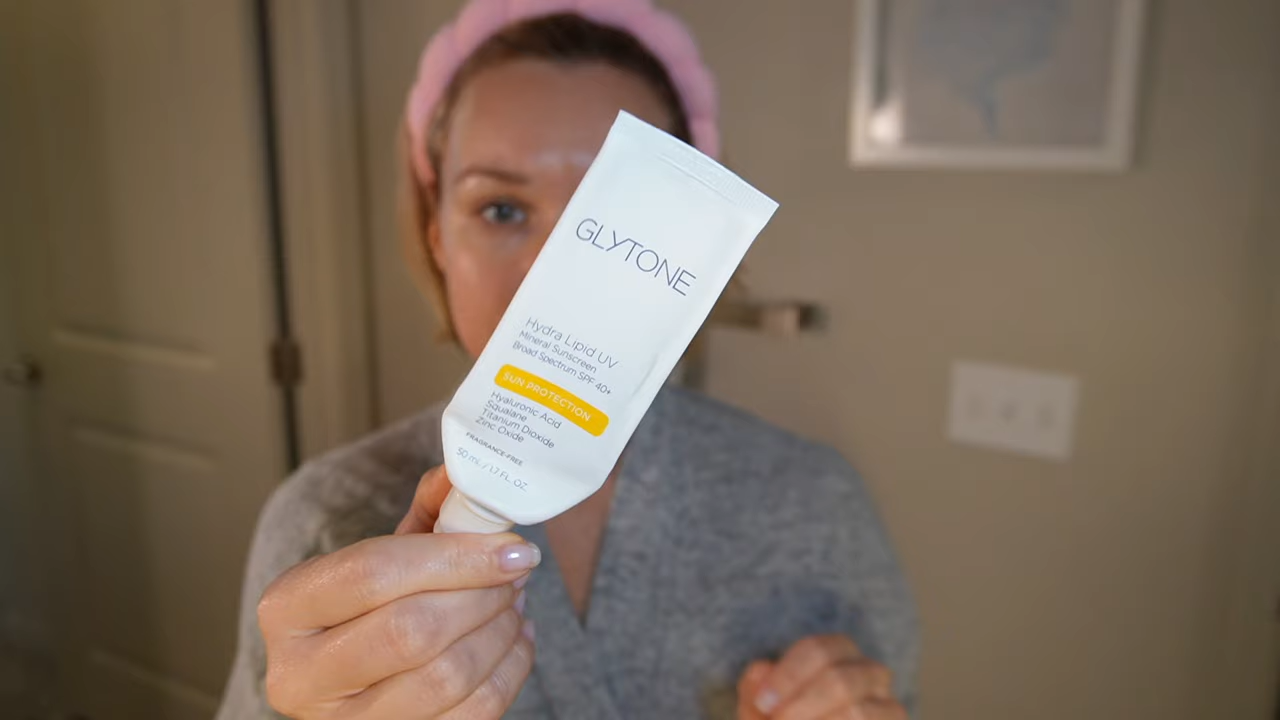 GLYTONE
Hydra Lipid UV
Mineral Sunscreen
Broad Spectrum SPF 40+
SUN PROTECTION
Hyaluronic Acid
Squalane
Titanium Dioxide
Zinc Oxide
FRAGRANCE-FREE
50 mL / 1.7 FL. OZ.